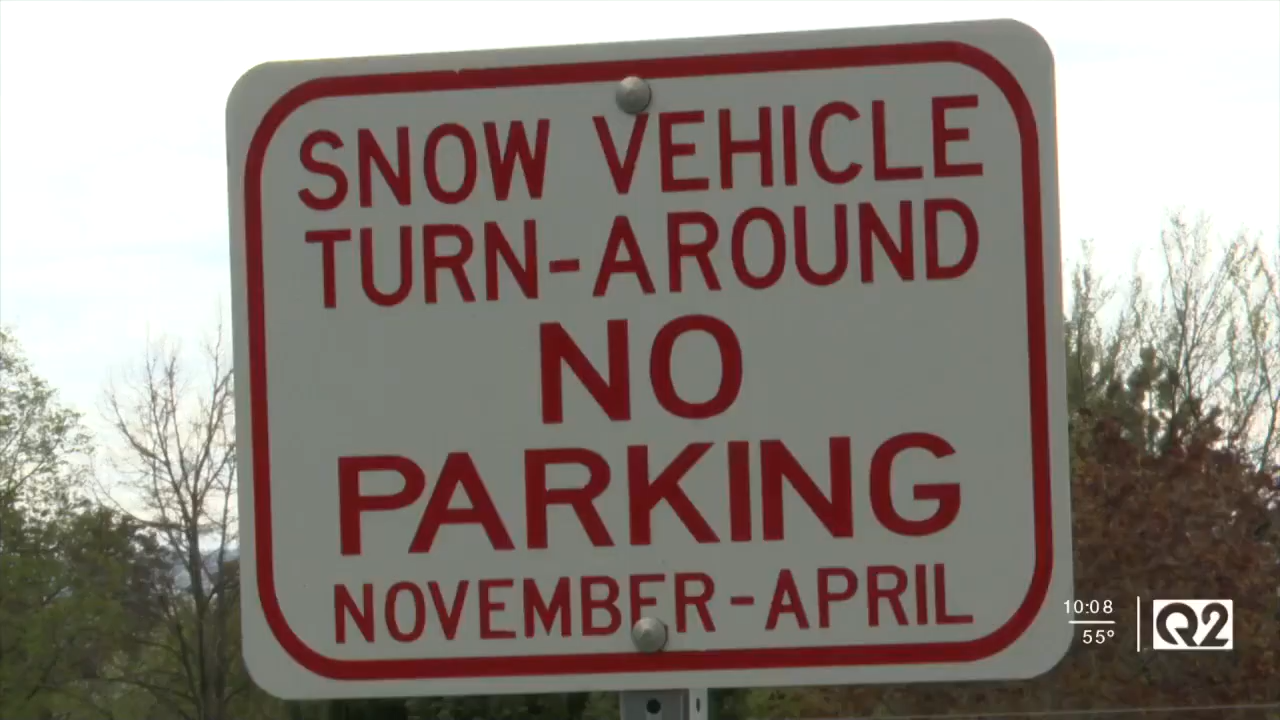 SNOW VEHICLE
TURN-AROUND
NO
PARKING
NOVEMBER-APRIL
10:08
55°
Q2